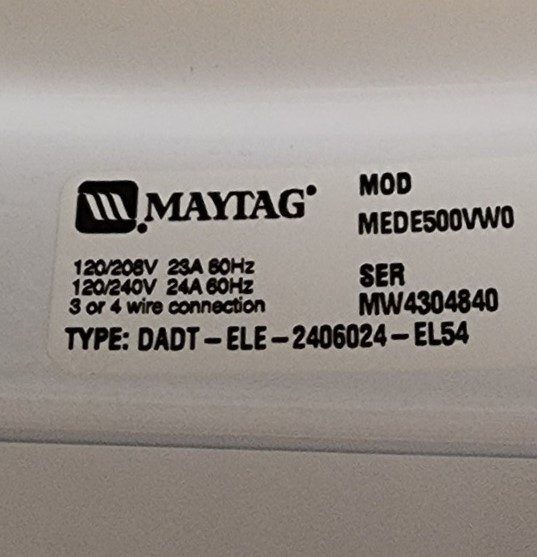 MAYTAG
MOD
MEDE500VW0
120/208V 23A 60Hz
120/240V 24A 60Hz
3 or 4 wire connection
SER
MW4304840
TYPE: DADT-ELE-2406024-EL54